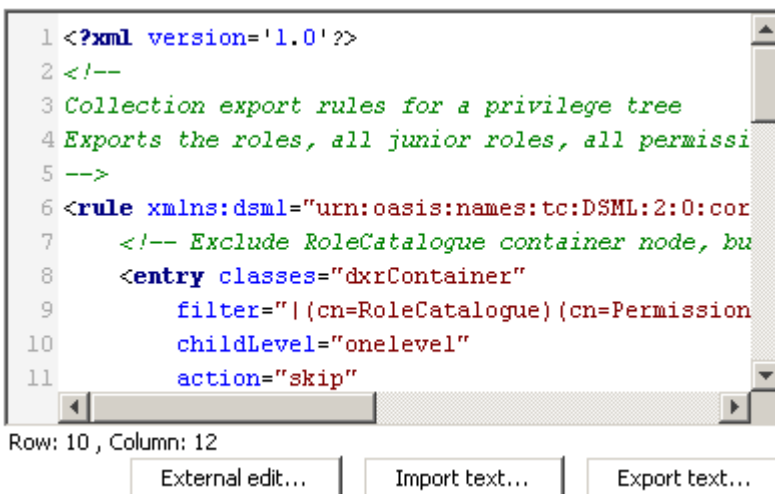 1 <?xml version='1.0'?>
2 <!--
3 Collection export rules for a privilege tree
4 Exports the roles, all junior roles, all permissi
5 -->
6 <rule xmlns:dsml="urn:oasis:names:tc:DSML:2:0:cor
7 <!-- Exclude RoleCatalogue container node, bu
8 <entry classes="dxrContainer"
9 filter="|(cn=RoleCatalogue)(cn=Permission
10 childLevel="onelevel"
11 action="skip"
Row: 10 , Column: 12
External edit... Import text... Export text...